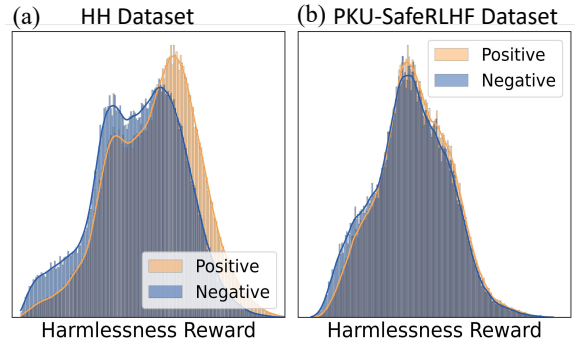 (a) HH Dataset
Positive
Negative
Harmlessness Reward
(b) PKU-SafeRLHF Dataset
Positive
Negative
Harmlessness Reward